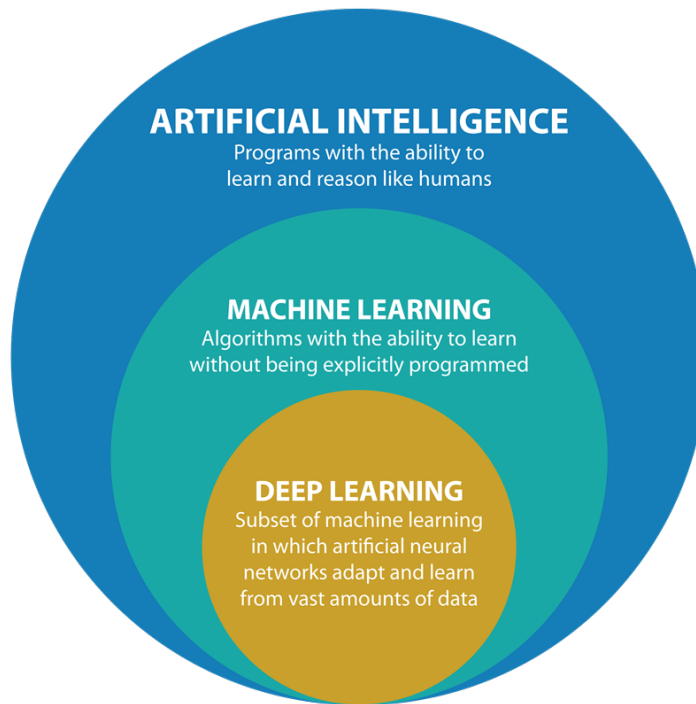 ARTIFICIAL INTELLIGENCE
Programs with the ability to
learn and reason like humans
MACHINE LEARNING
Algorithms with the ability to learn
without being explicitly programmed
DEEP LEARNING
Subset of machine learning
in which artificial neural
networks adapt and learn
from vast amounts of data